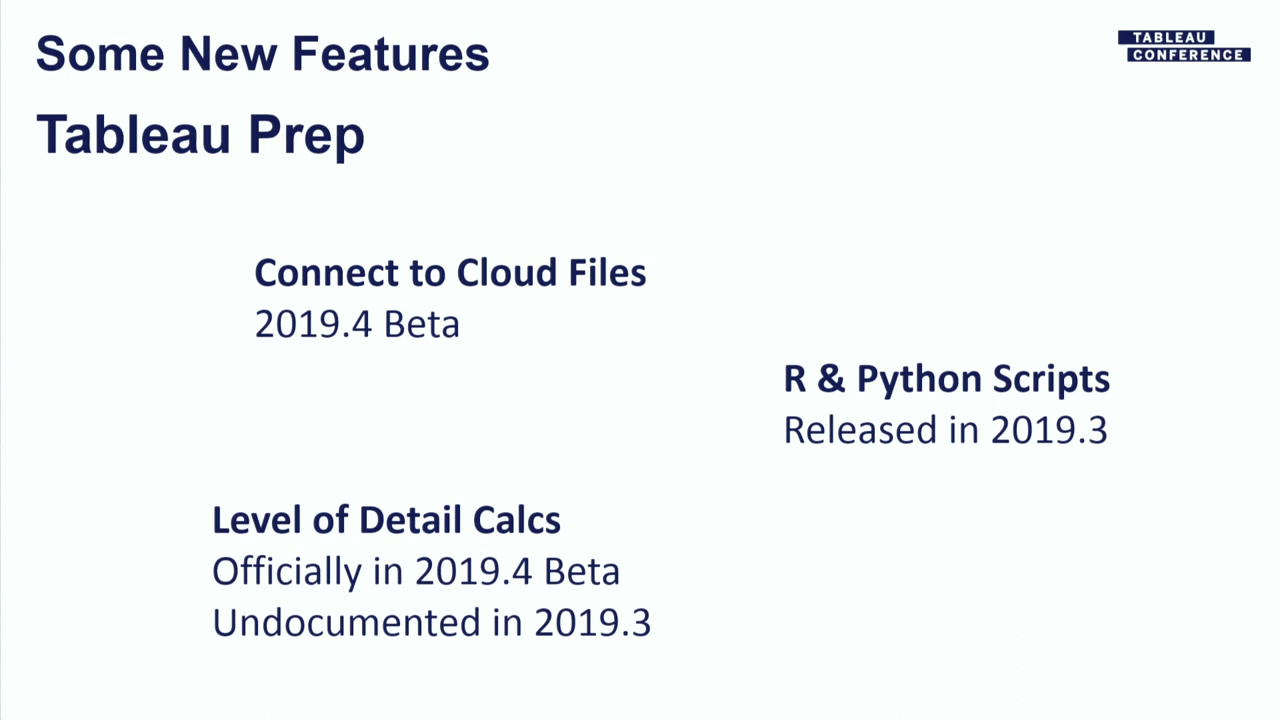 Some New Features
TABLEAU
CONFERENCE
Tableau Prep
Connect to Cloud Files
2019.4 Beta
R & Python Scripts
Released in 2019.3
Level of Detail Calcs
Officially in 2019.4 Beta
Undocumented in 2019.3